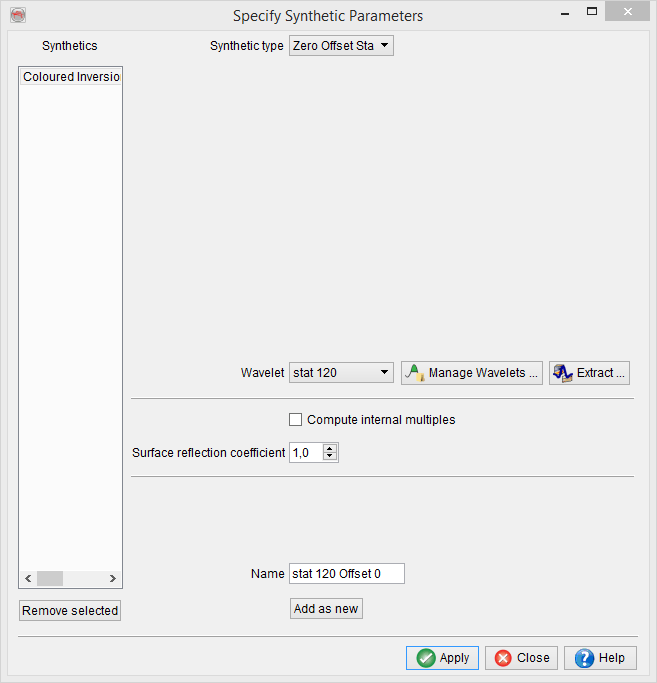 Specify Synthetic Parameters
Synthetics
Synthetic type Zero Offset Sta
Coloured Inversio
Wavelet stat 120 Manage Wavelets ... Extract ...
Compute internal multiples
Surface reflection coefficient 1,0
Name stat 120 Offset 0
Remove selected Add as new
Apply Close Help